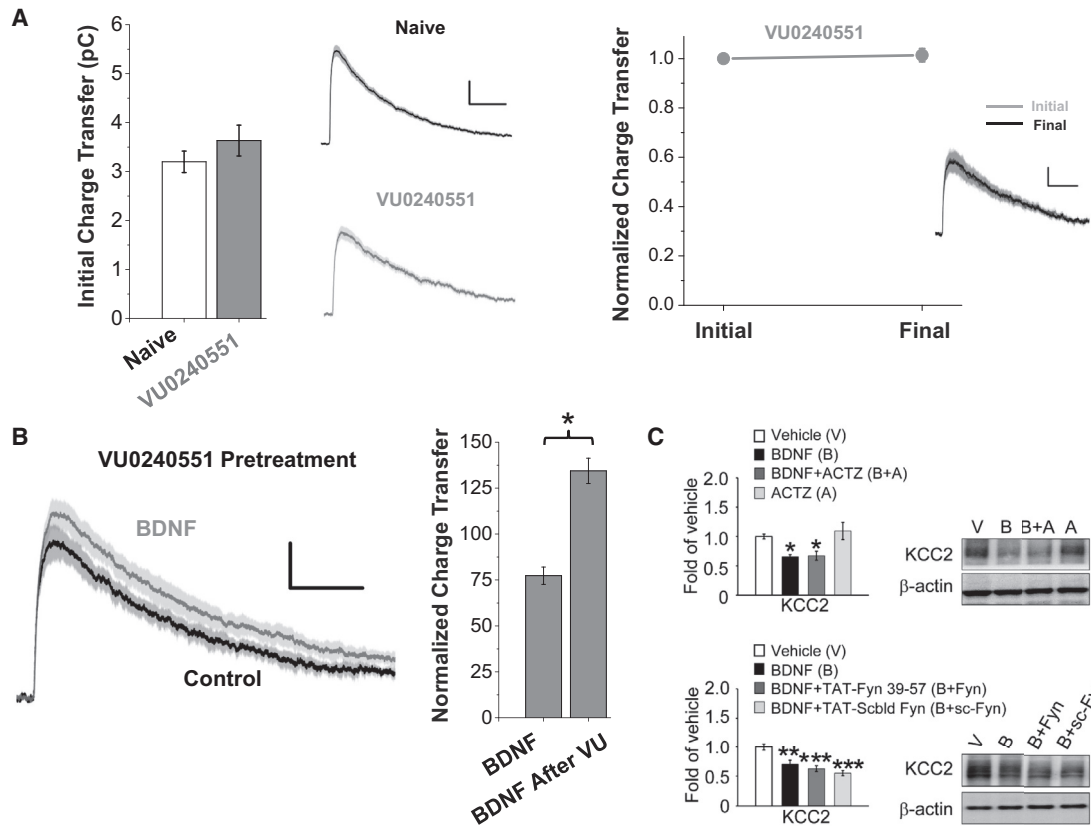 A
Initial Charge Transfer (pC)
6
5
4
3
2
1
0
Naive
VU0240551
Naive
VU0240551
Normalized Charge Transfer
1.0
0.8
0.6
0.4
0.2
0.0
VU0240551
Initial
Final
Initial
Final
B
VU0240551 Pretreatment
BDNF
Control
Normalized Charge Transfer
150
125
100
75
50
25
0
*
BDNF
BDNF After VU
C
Vehicle (V)
BDNF (B)
BDNF+ACTZ (B+A)
ACTZ (A)
Fold of vehicle
2.0
1.5
1.0
0.5
0
* *
KCC2
V B B+A A
KCC2
β-actin
Vehicle (V)
BDNF (B)
BDNF+TAT-Fyn 39-57 (B+Fyn)
BDNF+TAT-Scbld Fyn (B+sc-Fyn)
Fold of vehicle
2.0
1.5
1.0
0.5
0
** *** ***
KCC2
V B B+Fyn B+sc-Fy
KCC2
β-actin